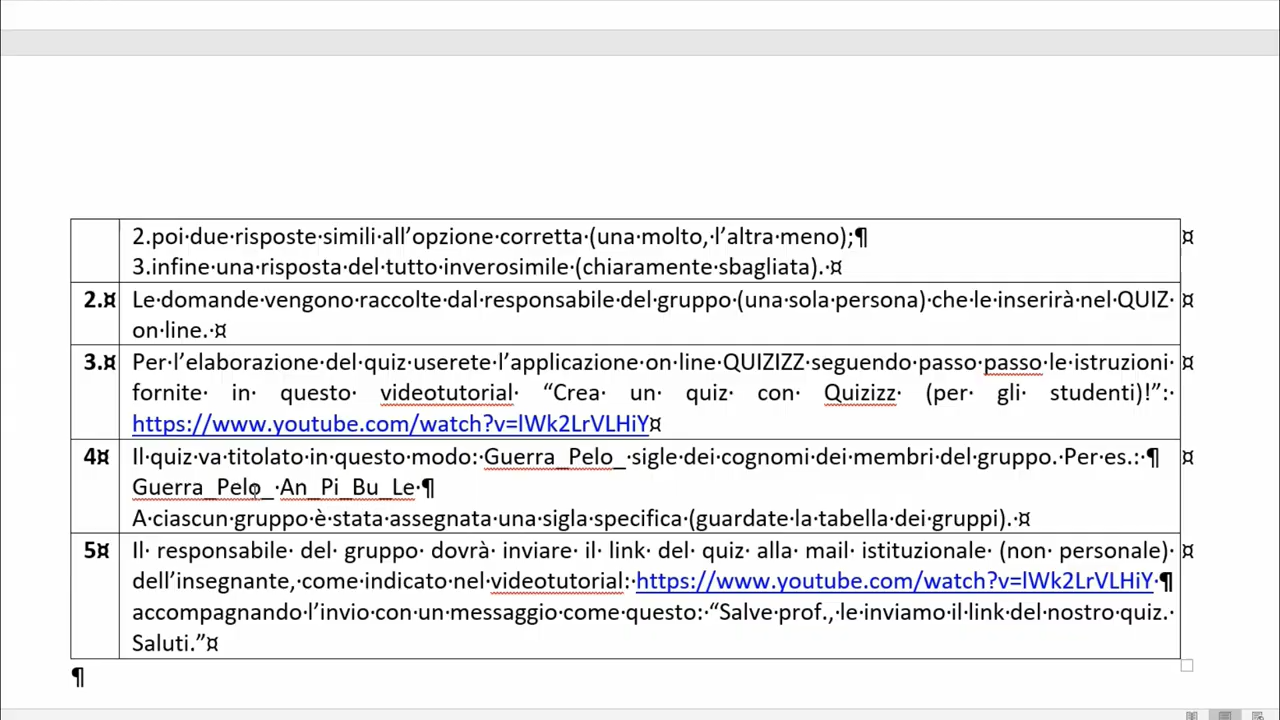 2.poi due risposte simili all’opzione corretta (una molto, l’altra meno);¶
3.infine una risposta del tutto inverosimile (chiaramente sbagliata). ¤
2.¤ Le domande vengono raccolte dal responsabile del gruppo (una sola persona) che le inserirà nel QUIZ
on line. ¤
3.¤ Per l’elaborazione del quiz userete l’applicazione on line QUIZIZZ seguendo passo passo le istruzioni
fornite in questo videotutorial “Crea un quiz con Quizizz (per gli studenti)!”:
https://www.youtube.com/watch?v=lWk2LrVLHiY¤
4¤ Il quiz va titolato in questo modo: Guerra_Pelo_ sigle dei cognomi dei membri del gruppo. Per es.: ¶
Guerra_Pelo_ An_Pi_Bu_Le ¶
A ciascun gruppo è stata assegnata una sigla specifica (guardate la tabella dei gruppi). ¤
5¤ Il responsabile del gruppo dovrà inviare il link del quiz alla mail istituzionale (non personale)
dell’insegnante, come indicato nel videotutorial: https://www.youtube.com/watch?v=lWk2LrVLHiY ¶
accompagnando l’invio con un messaggio come questo: “Salve prof., le inviamo il link del nostro quiz.
Saluti.”¤
¶